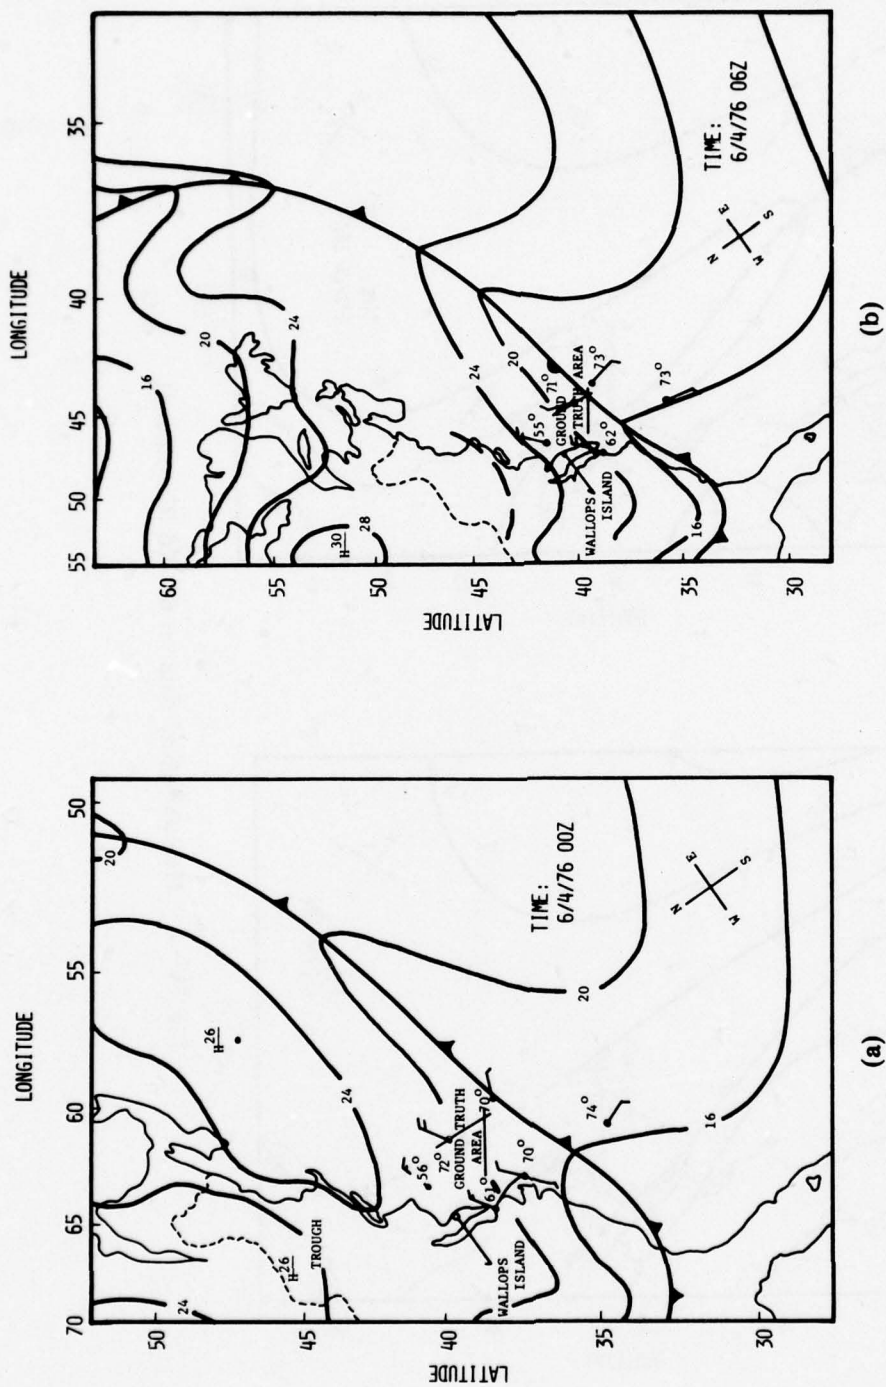 LONGITUDE
50
55
60
65
70
50
45
40
35
30
LATITUDE
20
H 26
24
H 26
TROUGH
24
56°
72°
GROUND TRUTH
AREA
70°
61°
70°
74°
WALLOPS
ISLAND
20
16
TIME:
6/4/76 00Z
N
E
S
W
(a)
LONGITUDE
35
40
45
50
55
60
55
50
45
40
35
30
LATITUDE
16
20
24
H 30
28
24
20
55°
71°
GROUND
TRUTH AREA
73°
62°
73°
WALLOPS
ISLAND
16
TIME:
6/4/76 06Z
N
E
S
W
(b)